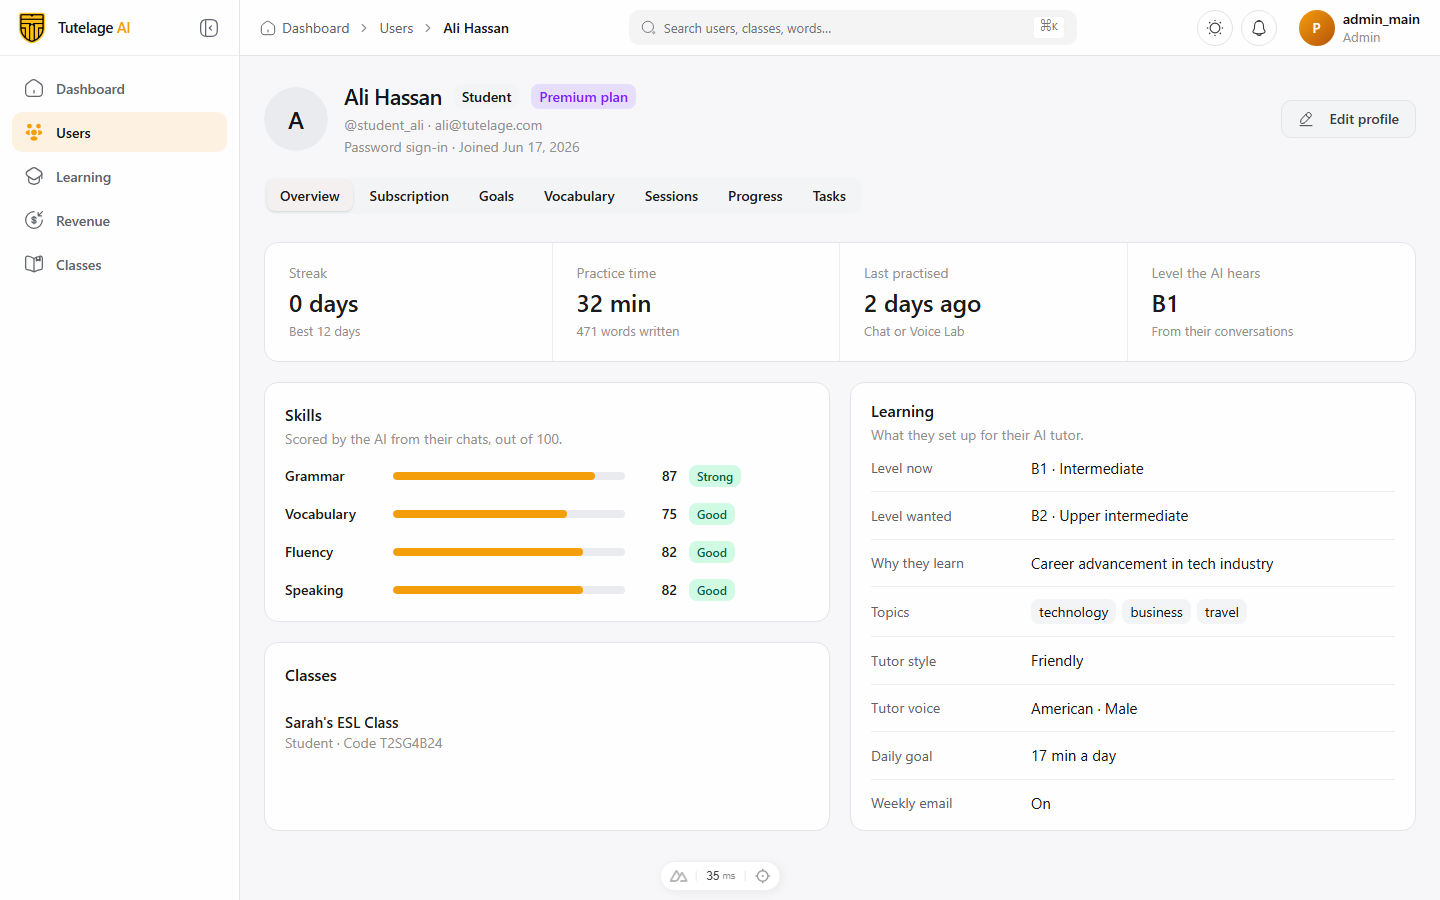 Tutelage AI
Dashboard
Users
Ali Hassan
Search users, classes, words...
⌘K
P
admin_main
Admin
Dashboard
Users
Learning
Revenue
Classes
A
Ali Hassan
Student
Premium plan
@student_ali · ali@tutelage.com
Password sign-in · Joined Jun 17, 2026
Edit profile
Overview
Subscription
Goals
Vocabulary
Sessions
Progress
Tasks
Streak
0 days
Best 12 days
Practice time
32 min
471 words written
Last practised
2 days ago
Chat or Voice Lab
Level the AI hears
B1
From their conversations
Skills
Scored by the AI from their chats, out of 100.
Grammar 87 Strong
Vocabulary 75 Good
Fluency 82 Good
Speaking 82 Good
Classes
Sarah's ESL Class
Student · Code T2SG4B24
Learning
What they set up for their AI tutor.
Level now B1 · Intermediate
Level wanted B2 · Upper intermediate
Why they learn Career advancement in tech industry
Topics technology business travel
Tutor style Friendly
Tutor voice American · Male
Daily goal 17 min a day
Weekly email On
35 ms